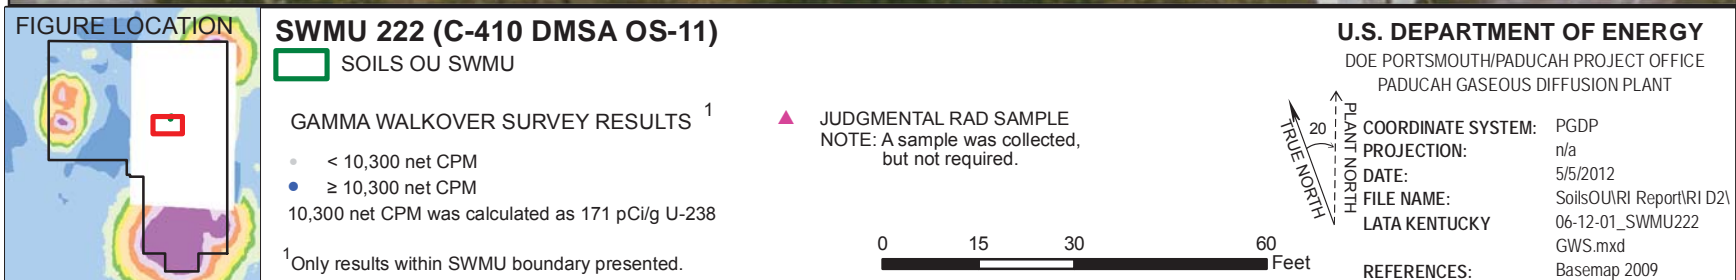 FIGURE LOCATION
SWMU 222 (C-410 DMSA OS-11)
SOILS OU SWMU
GAMMA WALKOVER SURVEY RESULTS 1
< 10,300 net CPM
≥ 10,300 net CPM
10,300 net CPM was calculated as 171 pCi/g U-238
1Only results within SWMU boundary presented.
JUDGMENTAL RAD SAMPLE
NOTE: A sample was collected,
but not required.
0 15 30 60
Feet
TRUE NORTH
20
PLANT NORTH
U.S. DEPARTMENT OF ENERGY
DOE PORTSMOUTH/PADUCAH PROJECT OFFICE
PADUCAH GASEOUS DIFFUSION PLANT
COORDINATE SYSTEM: PGDP
PROJECTION: n/a
DATE: 5/5/2012
FILE NAME: SoilsOU\RI Report\RI D2\
LATA KENTUCKY 06-12-01_SWMU222
GWS.mxd
REFERENCES: Basemap 2009